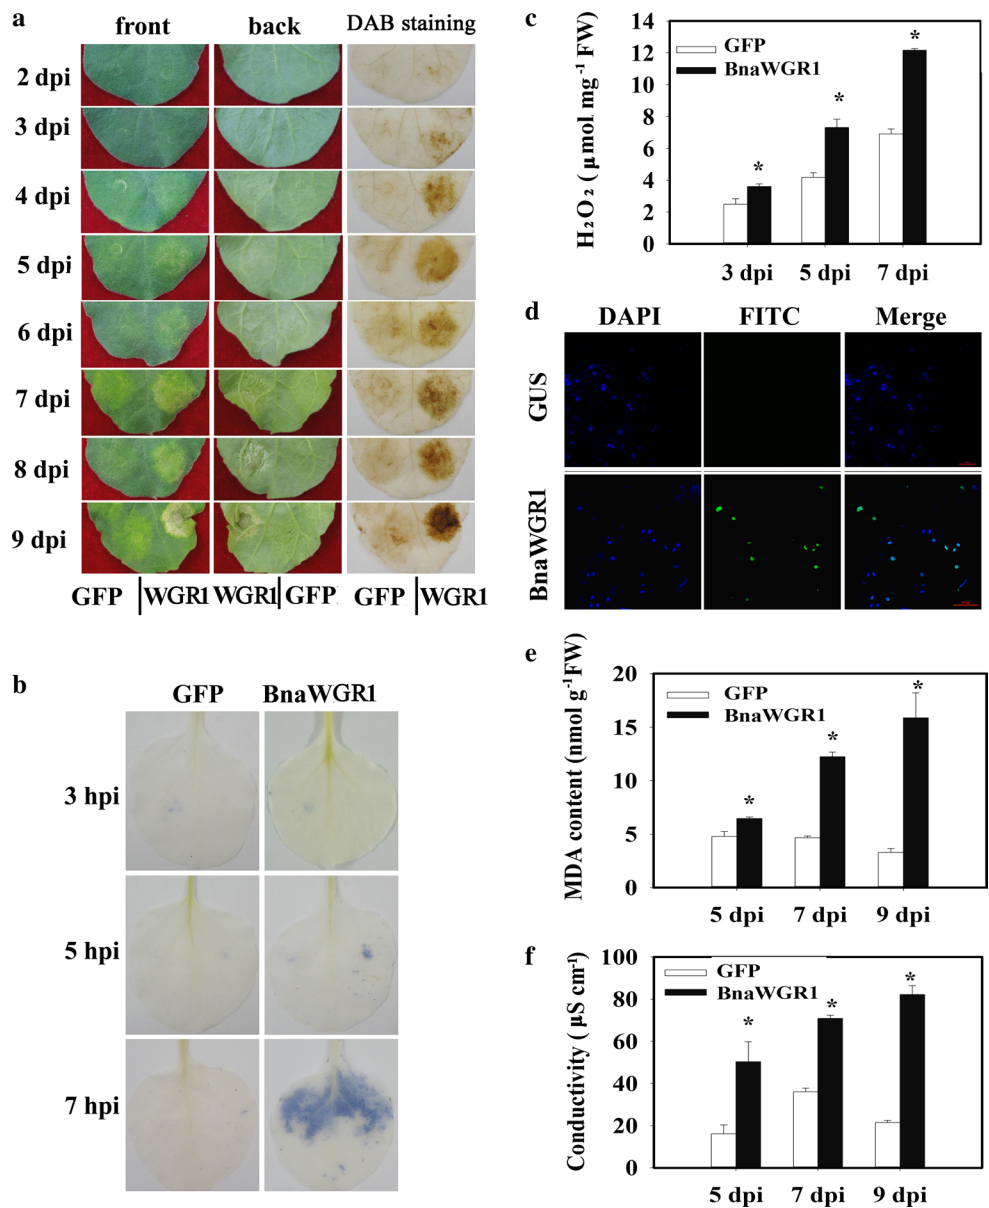 a
front back DAB staining
2 dpi
3 dpi
4 dpi
5 dpi
6 dpi
7 dpi
8 dpi
9 dpi
GFP WGR1 WGR1 GFP GFP WGR1
b
GFP BnaWGR1
3 hpi
5 hpi
7 hpi
c
H₂O₂ ( µmol mg⁻¹ FW)
14
12
10
8
6
4
2
0
GFP
BnaWGR1
* * *
3 dpi 5 dpi 7 dpi
d
DAPI FITC Merge
GUS
BnaWGR1
e
MDA content (nmol g⁻¹FW)
20
15
10
5
0
GFP
BnaWGR1
* * *
5 dpi 7 dpi 9 dpi
f
Conductivity ( µS cm⁻¹)
100
80
60
40
20
0
GFP
BnaWGR1
* * *
5 dpi 7 dpi 9 dpi